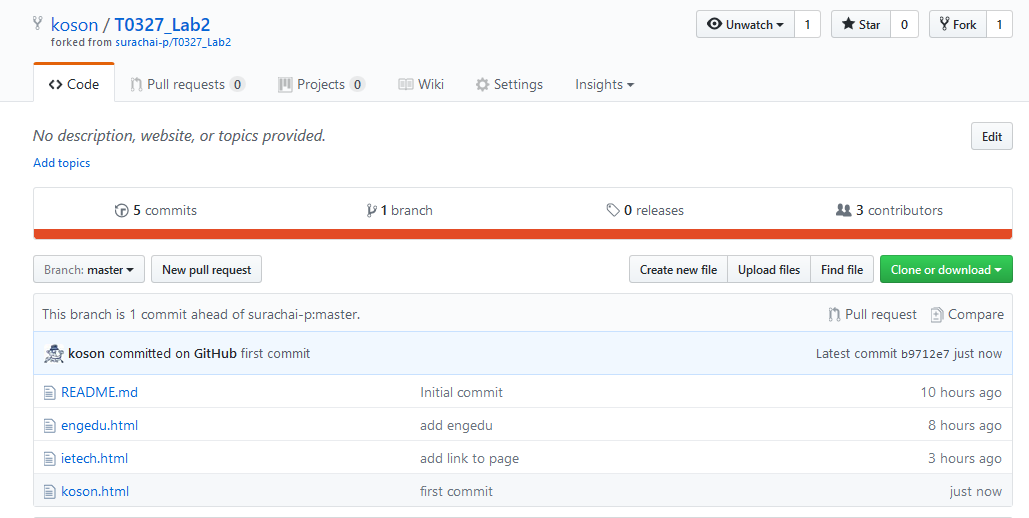 koson / T0327_Lab2
forked from surachai-p/T0327_Lab2
Unwatch 1 Star 0 Fork 1
Code Pull requests 0 Projects 0 Wiki Settings Insights
No description, website, or topics provided.
Edit
Add topics
5 commits 1 branch 0 releases 3 contributors
Branch: master New pull request Create new file Upload files Find file Clone or download
This branch is 1 commit ahead of surachai-p:master. Pull request Compare
koson committed on GitHub first commit Latest commit b9712e7 just now
README.md Initial commit 10 hours ago
engedu.html add engedu 8 hours ago
ietech.html add link to page 3 hours ago
koson.html first commit just now